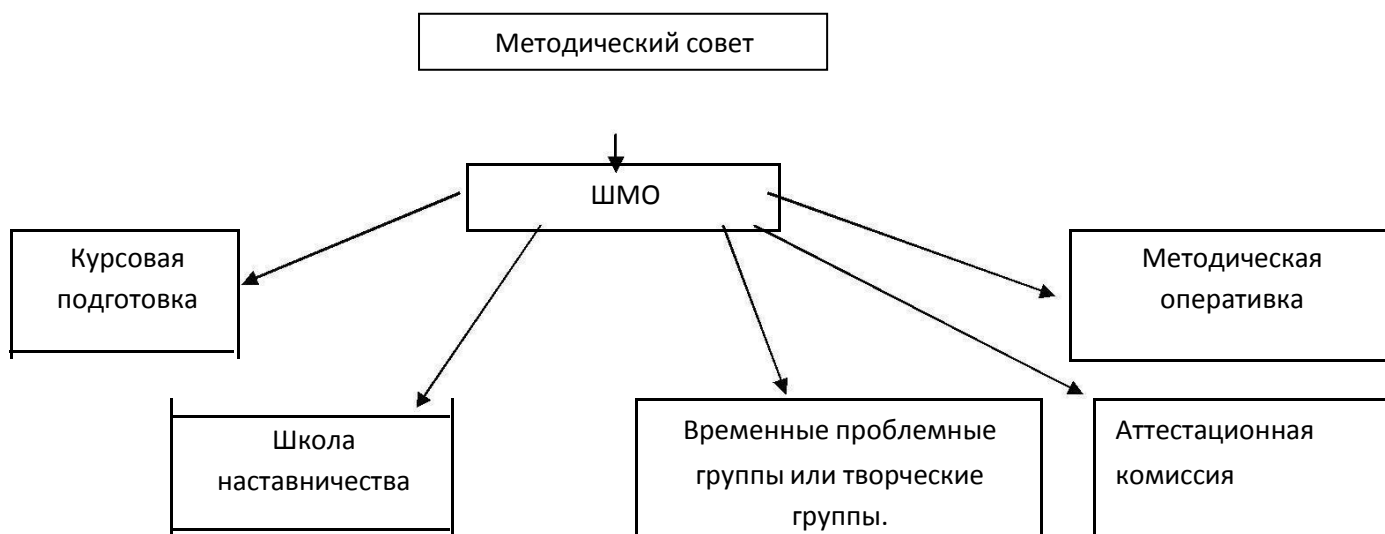 Методический совет
ШМО
Курсовая
подготовка
Методическая
оперативка
Школа
наставничества
Временные проблемные
группы или творческие
группы.
Аттестационная
комиссия